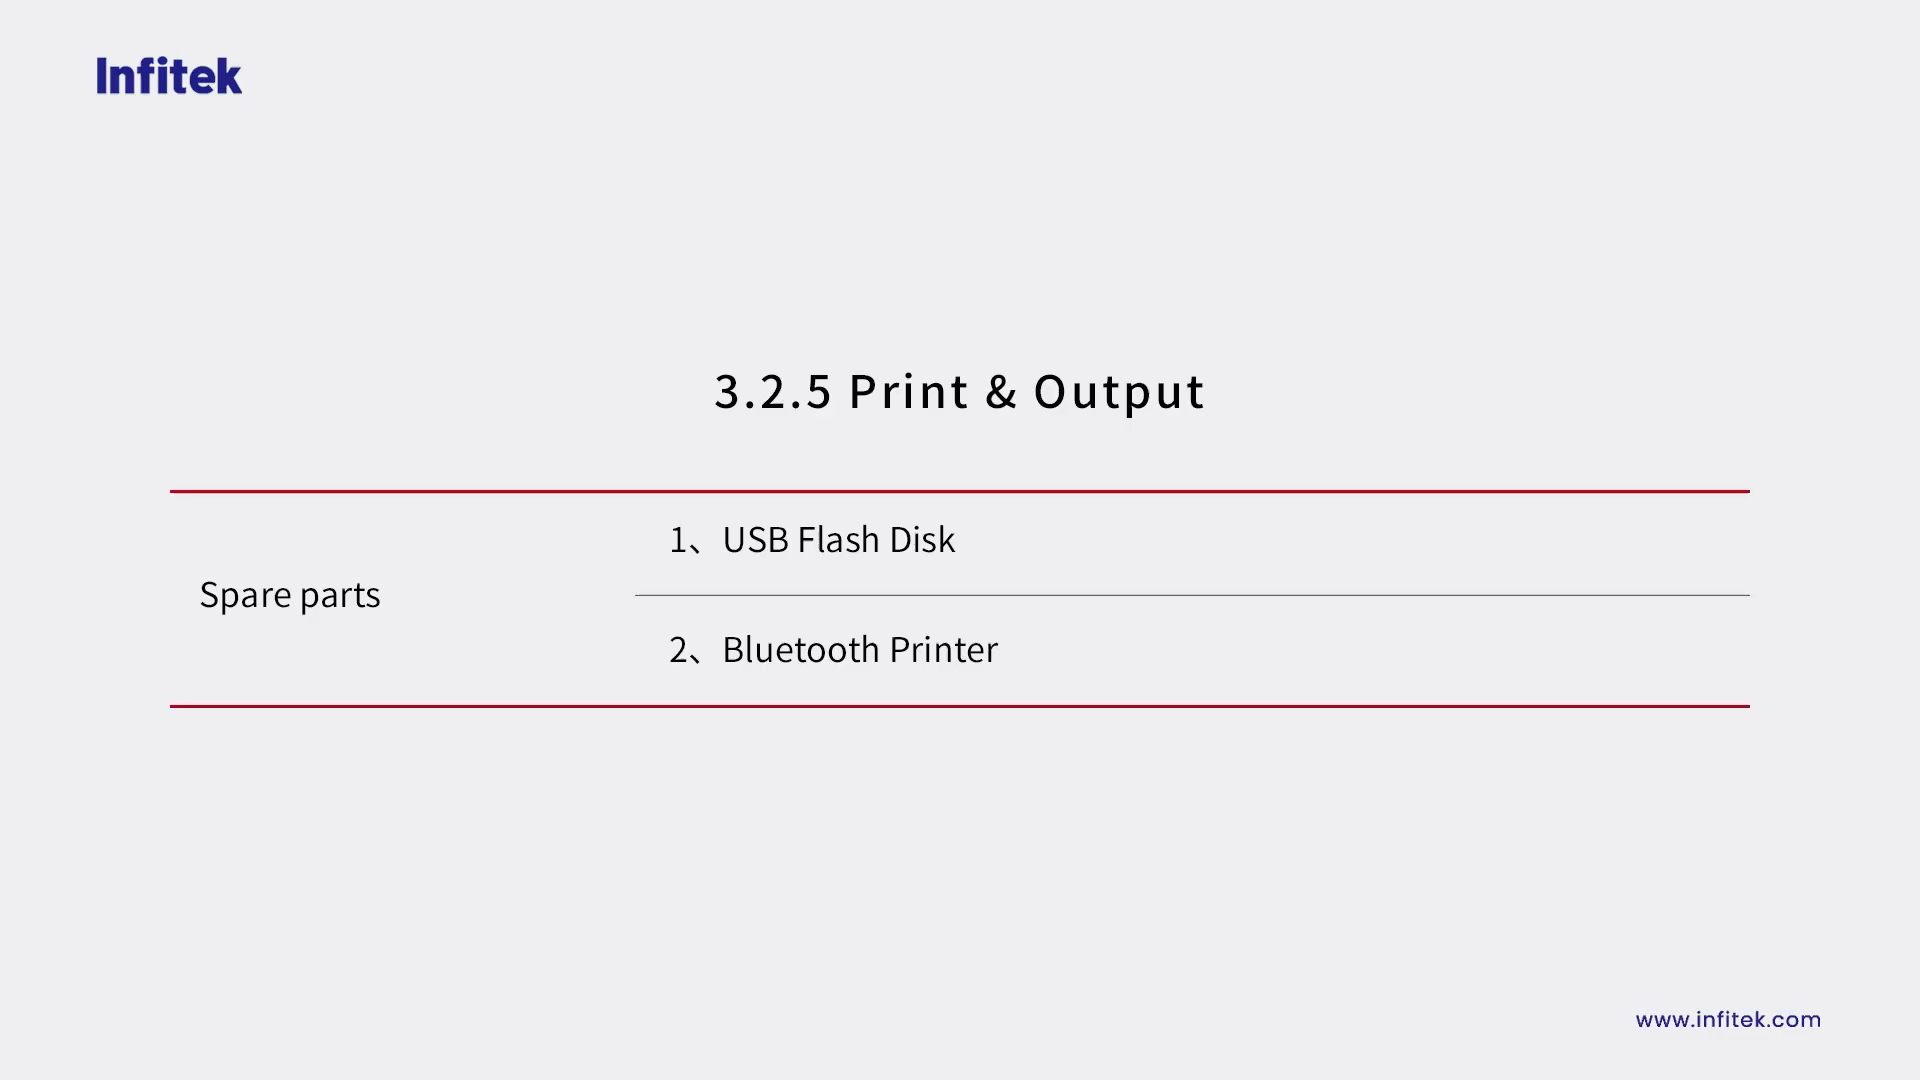 Infitek
3.2.5 Print & Output
Spare parts
1、USB Flash Disk
2、Bluetooth Printer
www.infitek.com